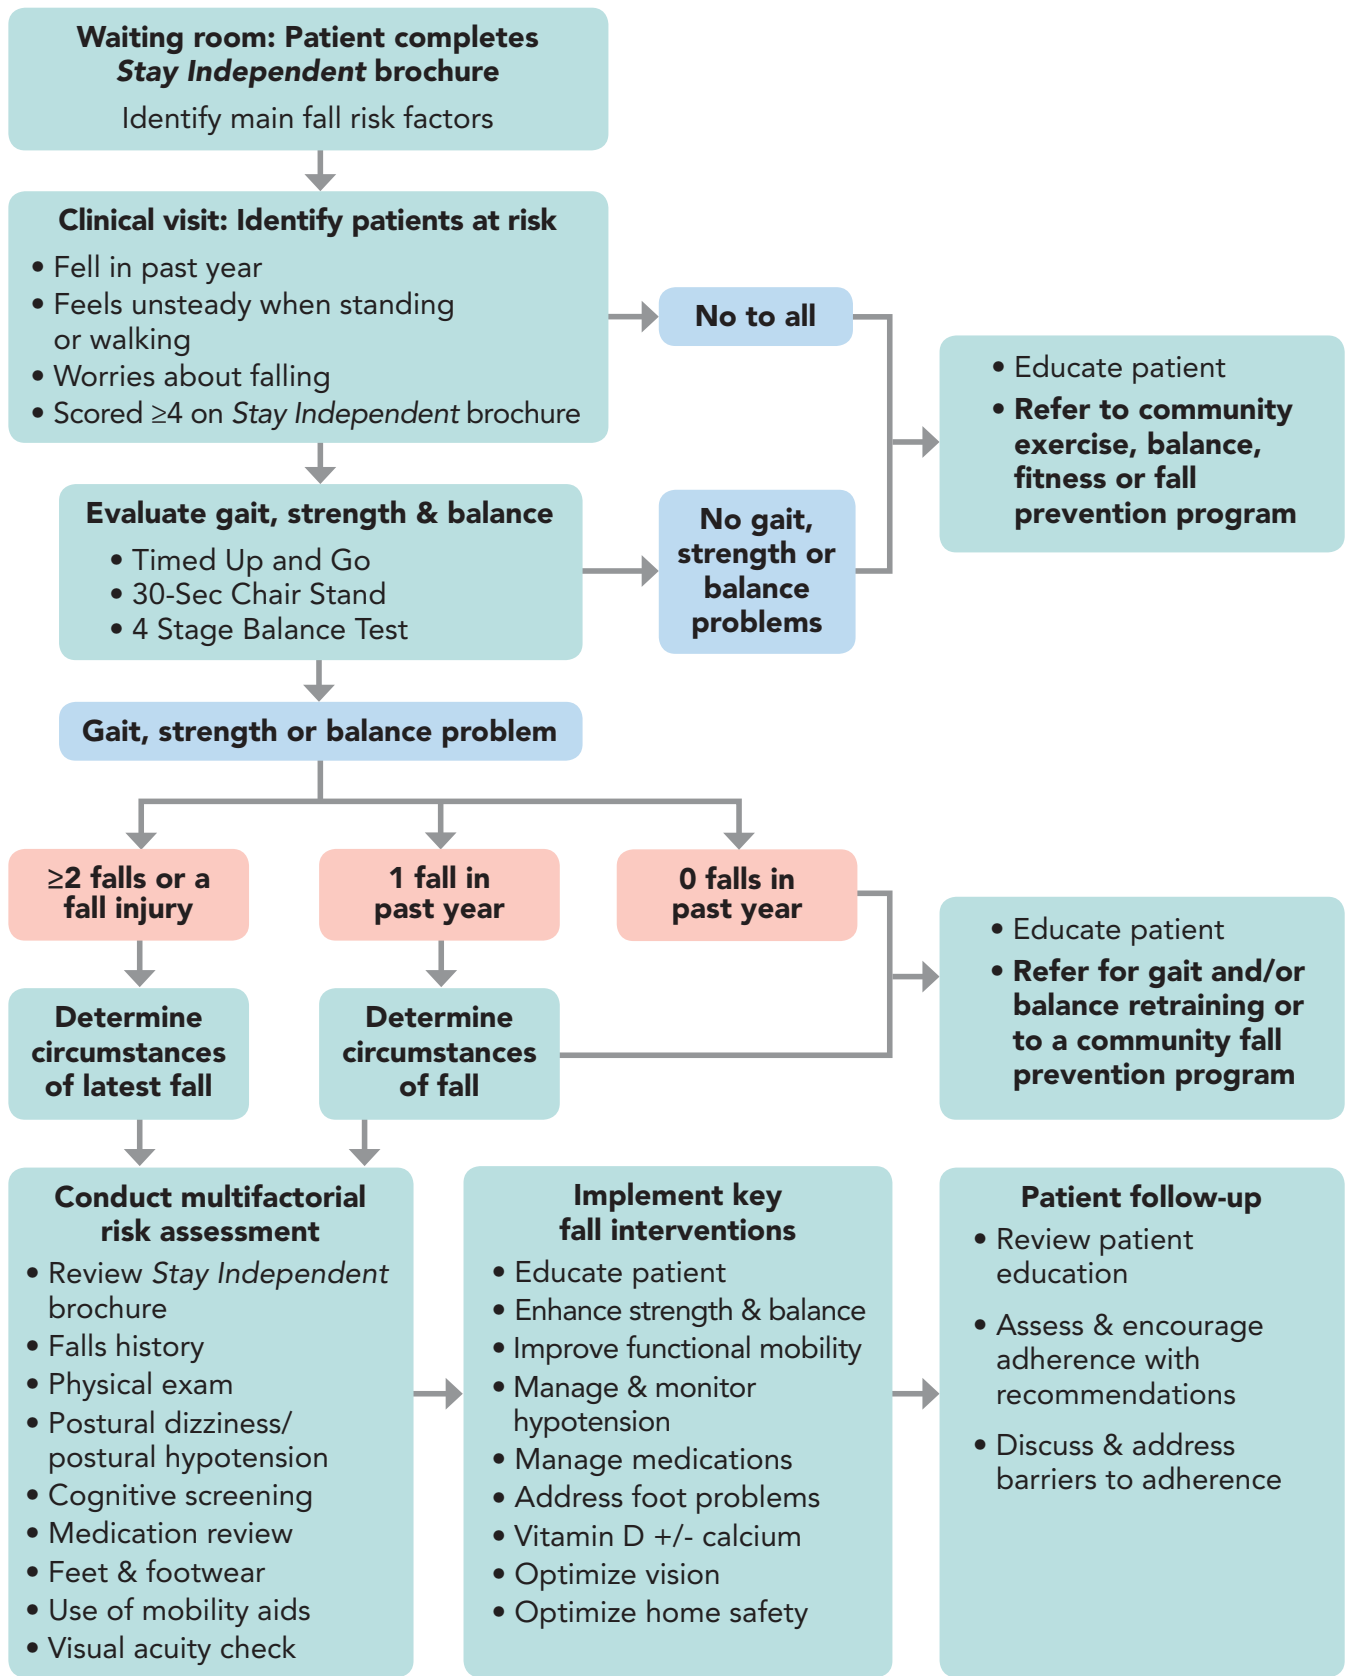 Waiting room: Patient completes
Stay Independent brochure
Identify main fall risk factors
Clinical visit: Identify patients at risk
• Fell in past year
• Feels unsteady when standing
or walking
• Worries about falling
• Scored ≥4 on Stay Independent brochure
No to all
• Educate patient
• Refer to community
exercise, balance,
fitness or fall
prevention program
Evaluate gait, strength & balance
• Timed Up and Go
• 30-Sec Chair Stand
• 4 Stage Balance Test
No gait,
strength or
balance
problems
Gait, strength or balance problem
≥2 falls or a
fall injury
1 fall in
past year
0 falls in
past year
Determine
circumstances
of latest fall
Determine
circumstances
of fall
• Educate patient
• Refer for gait and/or
balance retraining or
to a community fall
prevention program
Conduct multifactorial
risk assessment
• Review Stay Independent
brochure
• Falls history
• Physical exam
• Postural dizziness/
postural hypotension
• Cognitive screening
• Medication review
• Feet & footwear
• Use of mobility aids
• Visual acuity check
Implement key
fall interventions
• Educate patient
• Enhance strength & balance
• Improve functional mobility
• Manage & monitor
hypotension
• Manage medications
• Address foot problems
• Vitamin D +/- calcium
• Optimize vision
• Optimize home safety
Patient follow-up
• Review patient
education
• Assess & encourage
adherence with
recommendations
• Discuss & address
barriers to adherence